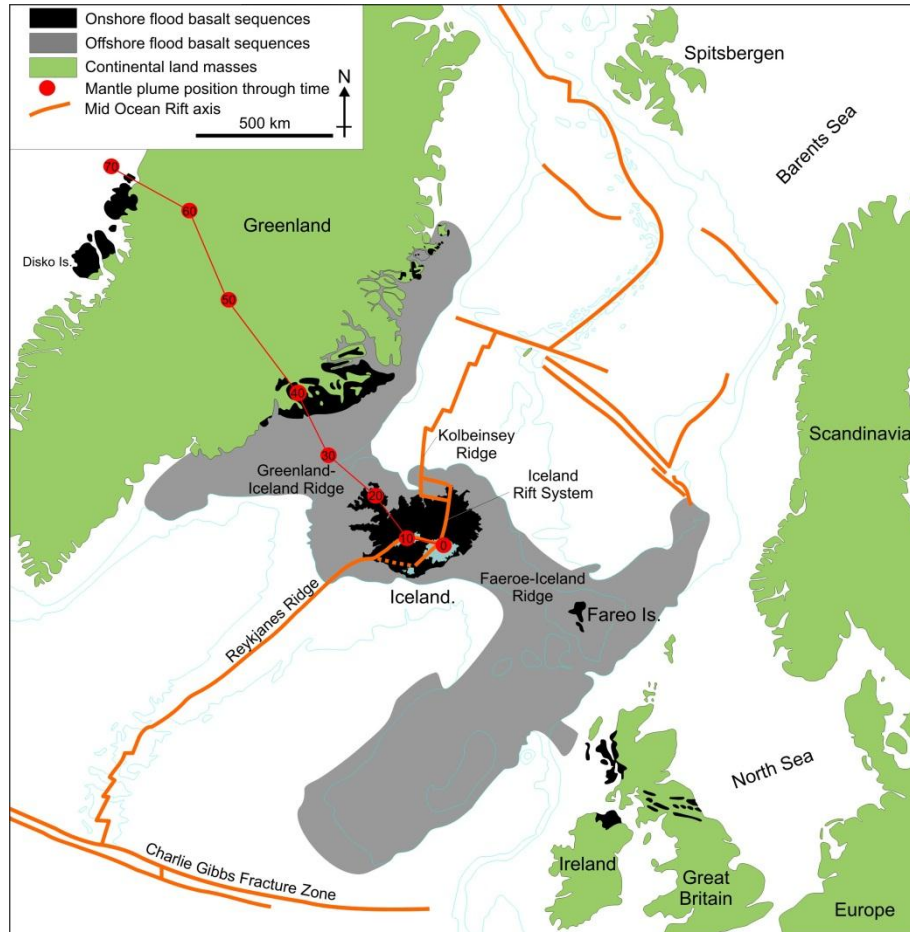 Onshore flood basalt sequences
Offshore flood basalt sequences
Continental land masses
Mantle plume position through time
Mid Ocean Rift axis
N
500 km
Spitsbergen
Barents Sea
70
60
Greenland
Disko Is.
50
40
Scandinavia
Kolbeinsey
Ridge
30
Greenland-
Iceland Ridge
Iceland
Rift System
20
10
0
Faeroe-Iceland
Ridge
Iceland.
Fareo Is.
Reykjanes Ridge
North Sea
Charlie Gibbs Fracture Zone
Ireland
Great
Britain
Europe